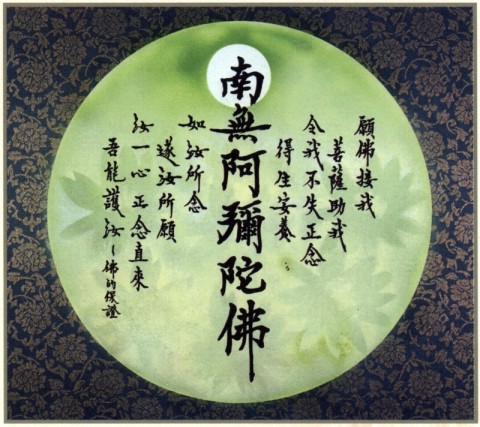 願佛接我
菩薩助我
令我不失正念
得生安養
南無阿彌陀佛
如汝所念
遂汝所願
汝一心正念直來
吾能護汝～佛的保證